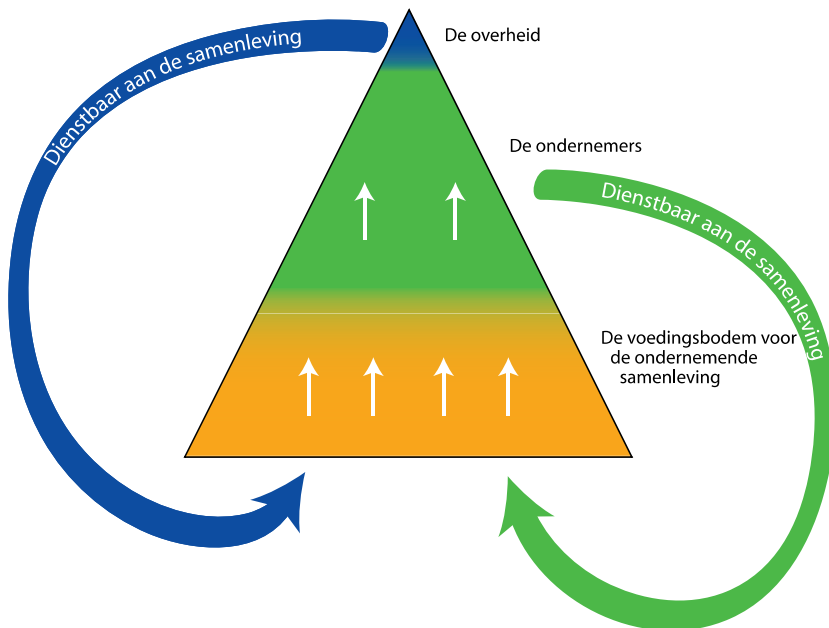 De overheid
Dienstbaar aan de samenleving
De ondernemers
Dienstbaar aan de samenleving
De voedingsbodem voor
de ondernemende
samenleving